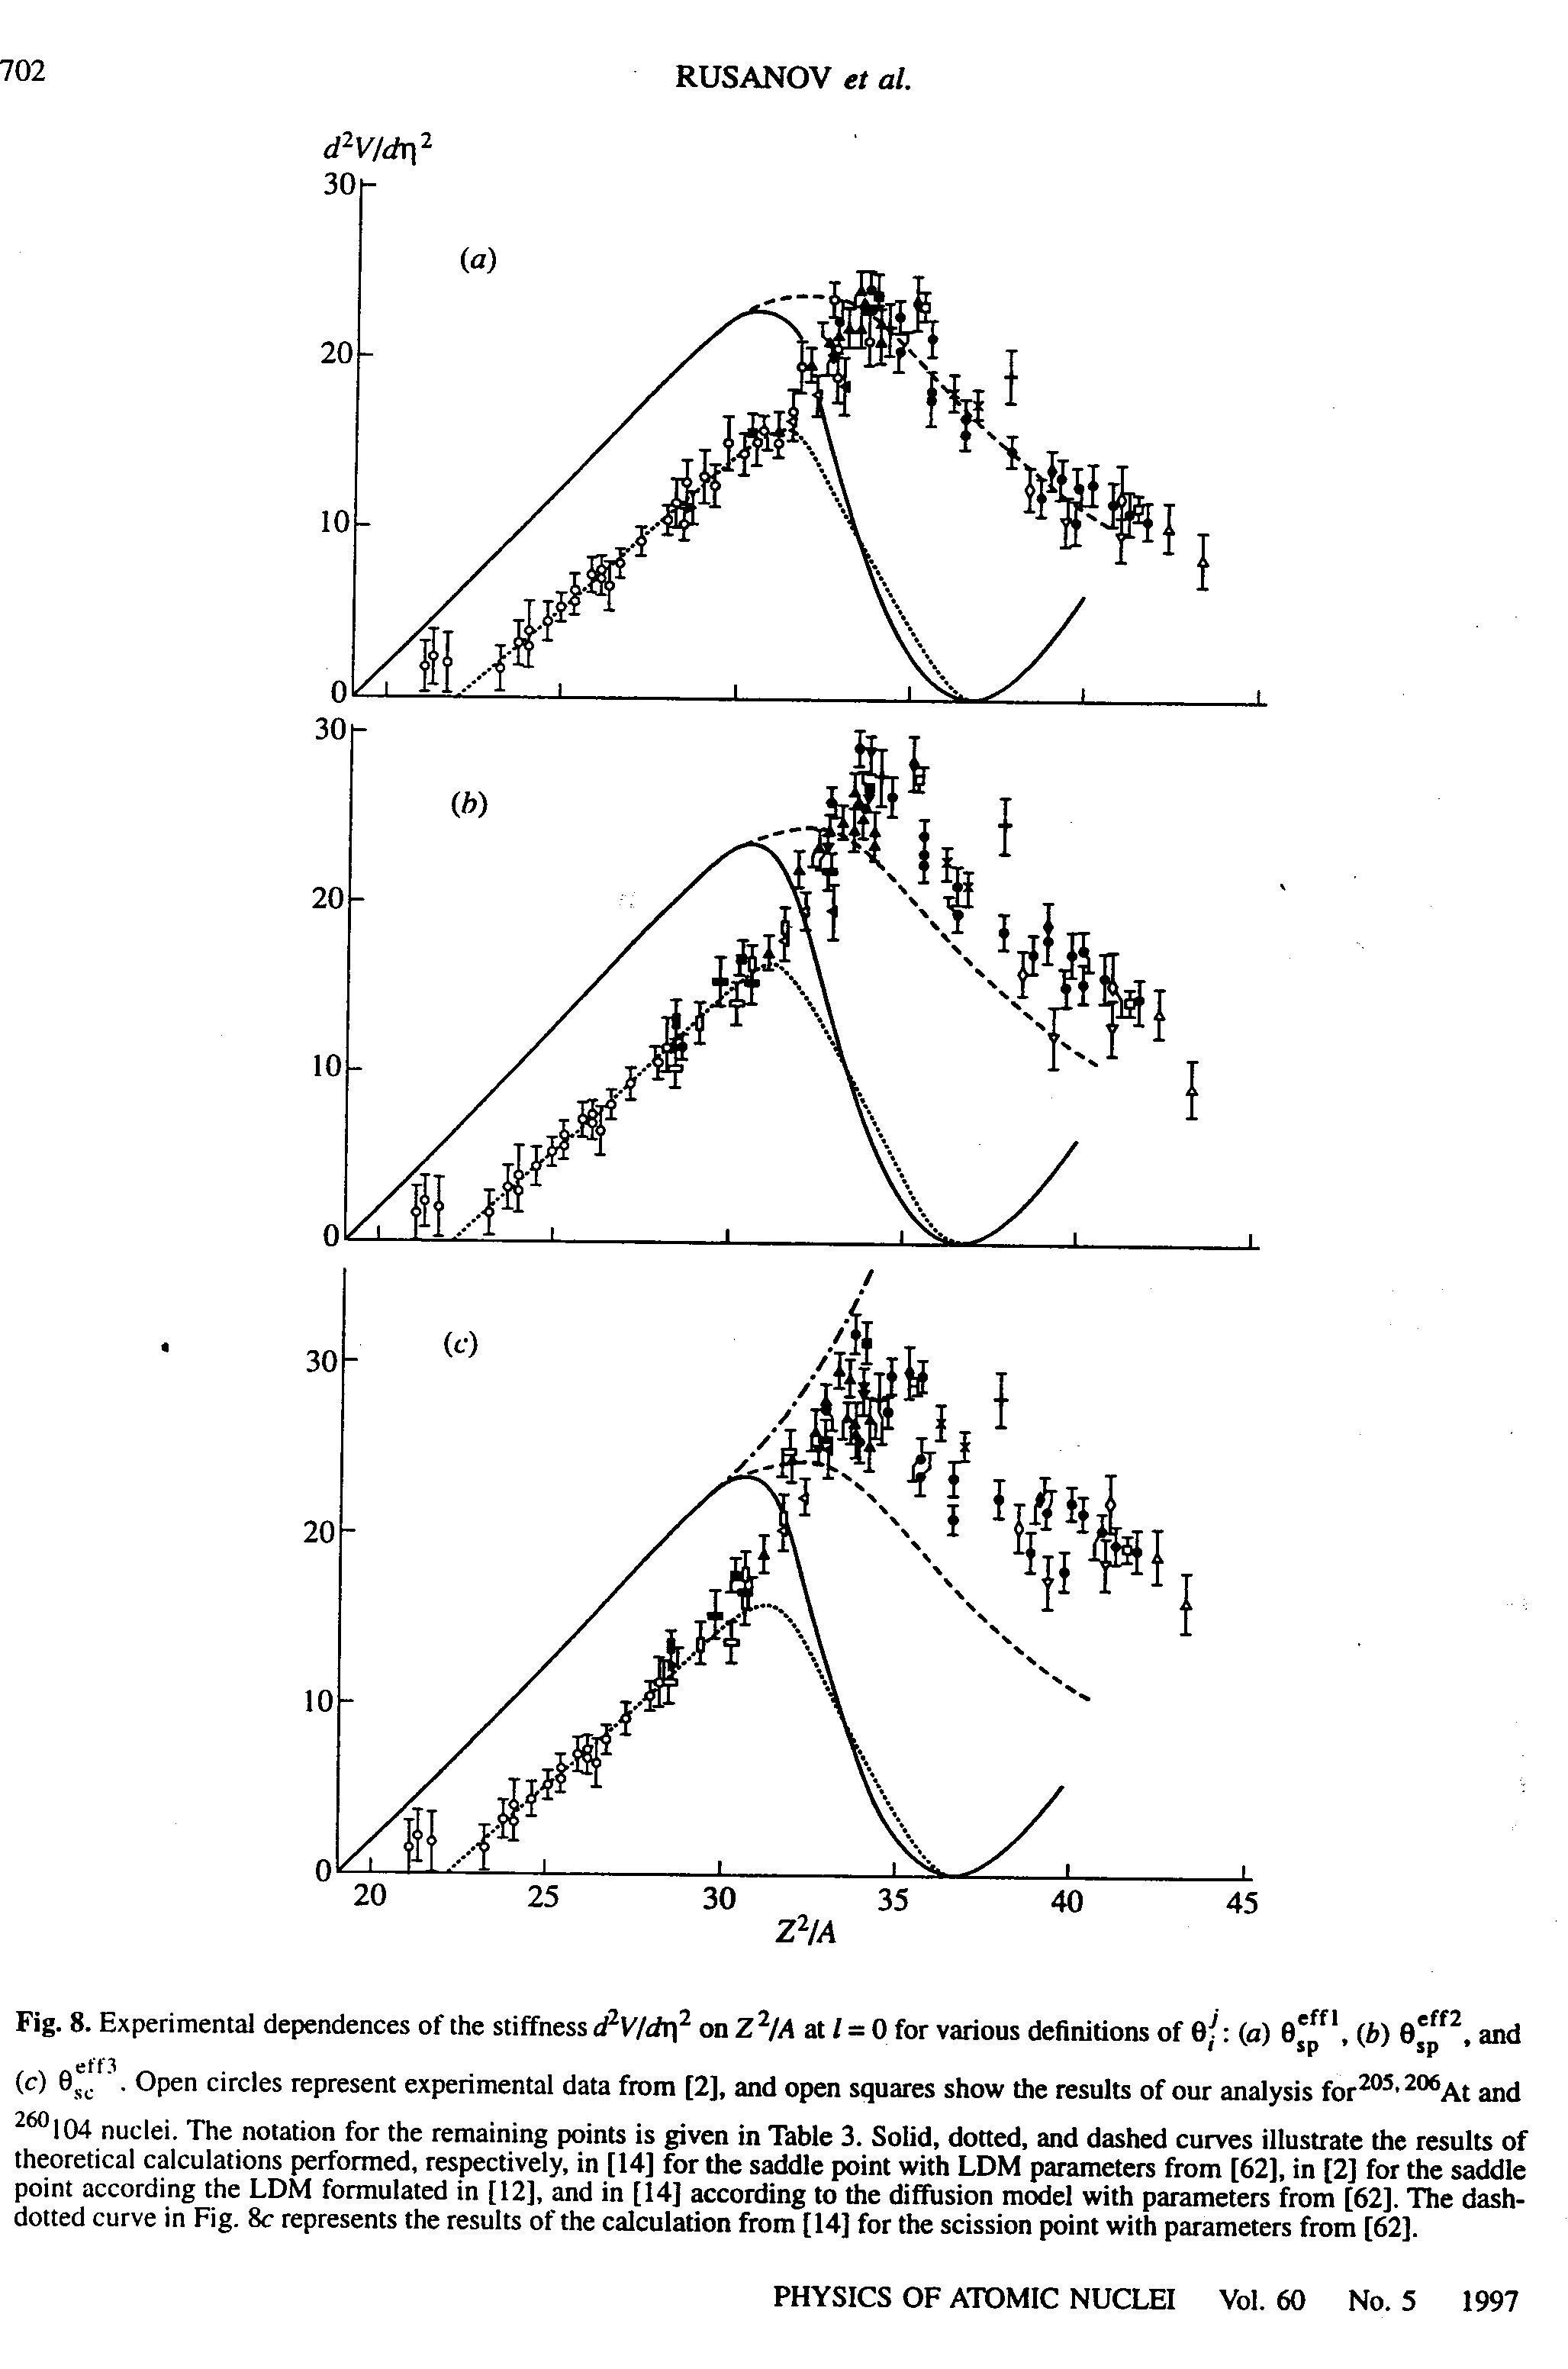 702
RUSANOV et al.
d²V/dη²
30
(a)
20
10
0
30
(b)
20
10
0
(c)
30
20
10
0
20 25 30 35 40 45
Z²/A
Fig. 8. Experimental dependences of the stiffness d²V/dη² on Z²/A at l = 0 for various definitions of θᵢʲ: (a) θ_sp^eff1, (b) θ_sp^eff2, and
(c) θ_sc^eff3. Open circles represent experimental data from [2], and open squares show the results of our analysis for ²⁰⁵,²⁰⁶At and
²⁶⁰104 nuclei. The notation for the remaining points is given in Table 3. Solid, dotted, and dashed curves illustrate the results of
theoretical calculations performed, respectively, in [14] for the saddle point with LDM parameters from [62], in [2] for the saddle
point according the LDM formulated in [12], and in [14] according to the diffusion model with parameters from [62]. The dash-
dotted curve in Fig. 8c represents the results of the calculation from [14] for the scission point with parameters from [62].
PHYSICS OF ATOMIC NUCLEI Vol. 60 No. 5 1997